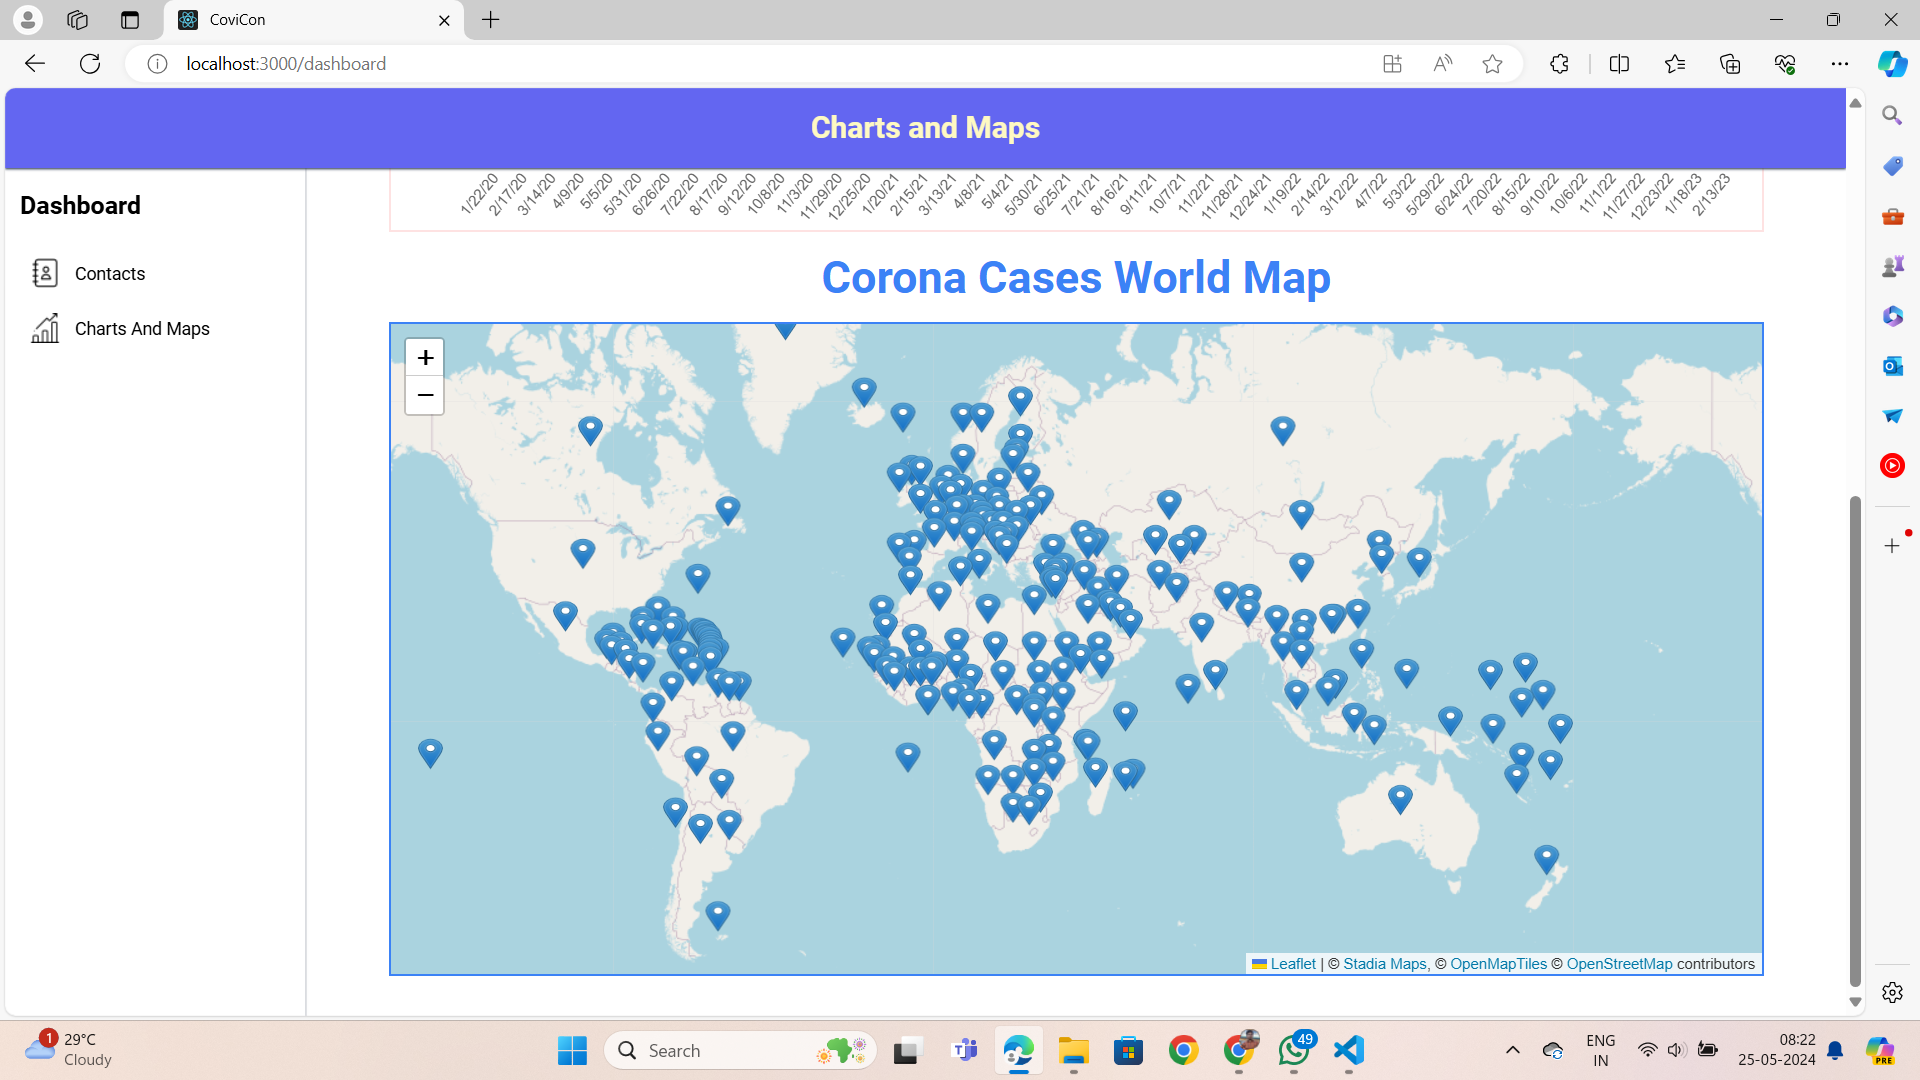 CoviCon
localhost:3000/dashboard
Charts and Maps
Dashboard
Contacts
Charts And Maps
1/22/20 2/17/20 3/14/20 4/9/20 5/5/20 5/31/20 6/26/20 7/22/20 8/17/20 9/12/20 10/8/20 11/3/20 11/29/20 12/25/20 1/20/21 2/15/21 3/13/21 4/8/21 5/4/21 5/30/21 6/25/21 7/21/21 8/16/21 9/11/21 10/7/21 11/2/21 11/28/21 12/24/21 1/19/22 2/14/22 3/12/22 4/7/22 5/3/22 5/29/22 6/24/22 7/20/22 8/15/22 9/10/22 10/6/22 11/1/22 11/27/22 12/23/22 1/18/23 2/13/23
Corona Cases World Map
+
−
Leaflet | © Stadia Maps, © OpenMapTiles © OpenStreetMap contributors
1
29°C
Cloudy
Search
49
ENG
IN
08:22
25-05-2024
PRE